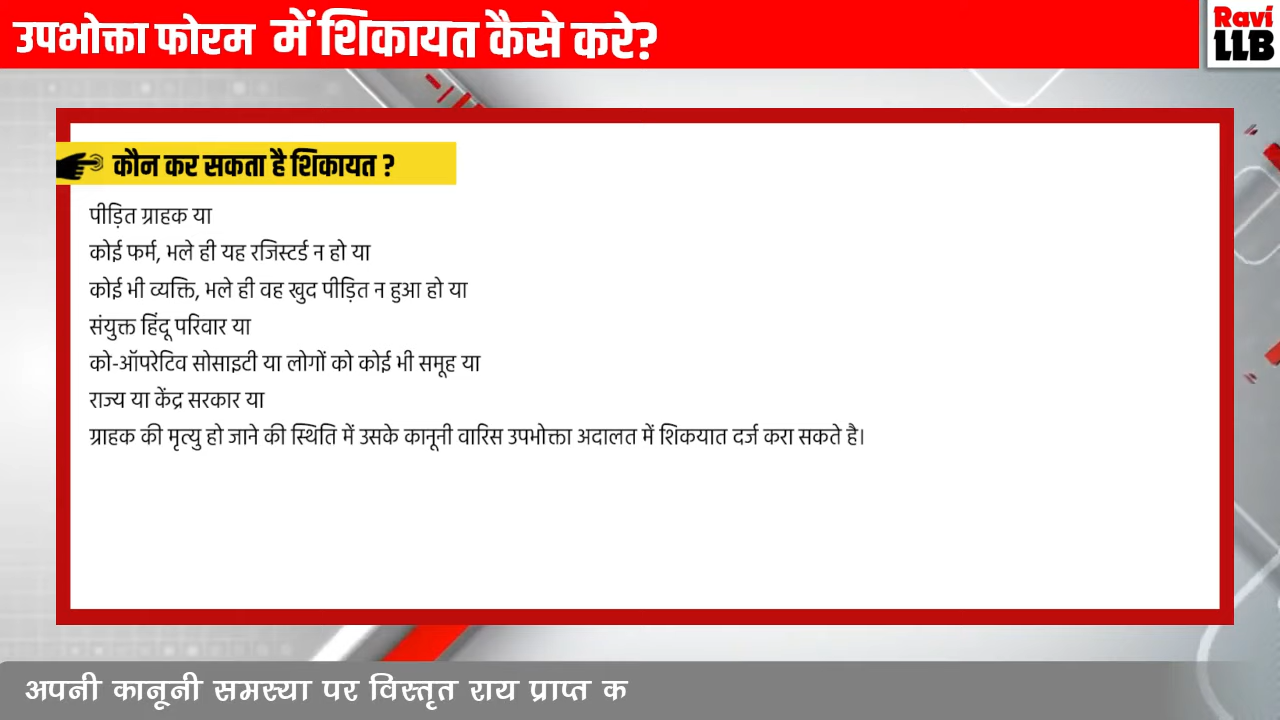 उपभोक्ता फोरम में शिकायत कैसे करे?
Ravi
LLB
कौन कर सकता है शिकायत ?
पीड़ित ग्राहक या
कोई फर्म, भले ही यह रजिस्टर्ड न हो या
कोई भी व्यक्ति, भले ही वह खुद पीड़ित न हुआ हो या
संयुक्त हिंदू परिवार या
को-ऑपरेटिव सोसाइटी या लोगों को कोई भी समूह या
राज्य या केंद्र सरकार या
ग्राहक की मृत्यु हो जाने की स्थिति में उसके कानूनी वारिस उपभोक्ता अदालत में शिकयात दर्ज करा सकते है।
अपनी कानूनी समस्या पर विस्तृत राय प्राप्त क